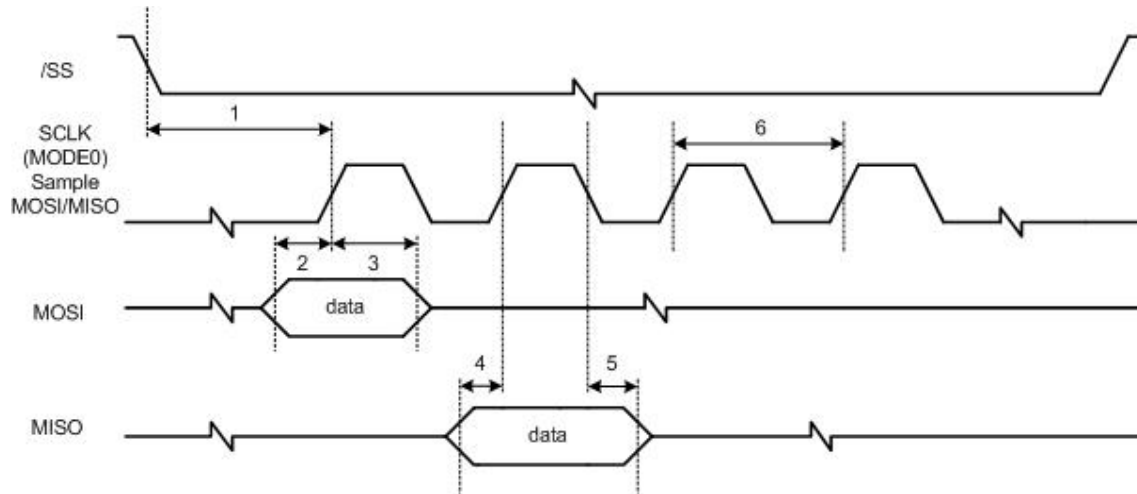 /SS
1
SCLK
(MODE0)
Sample
MOSI/MISO
6
2
3
MOSI
data
4
5
MISO
data